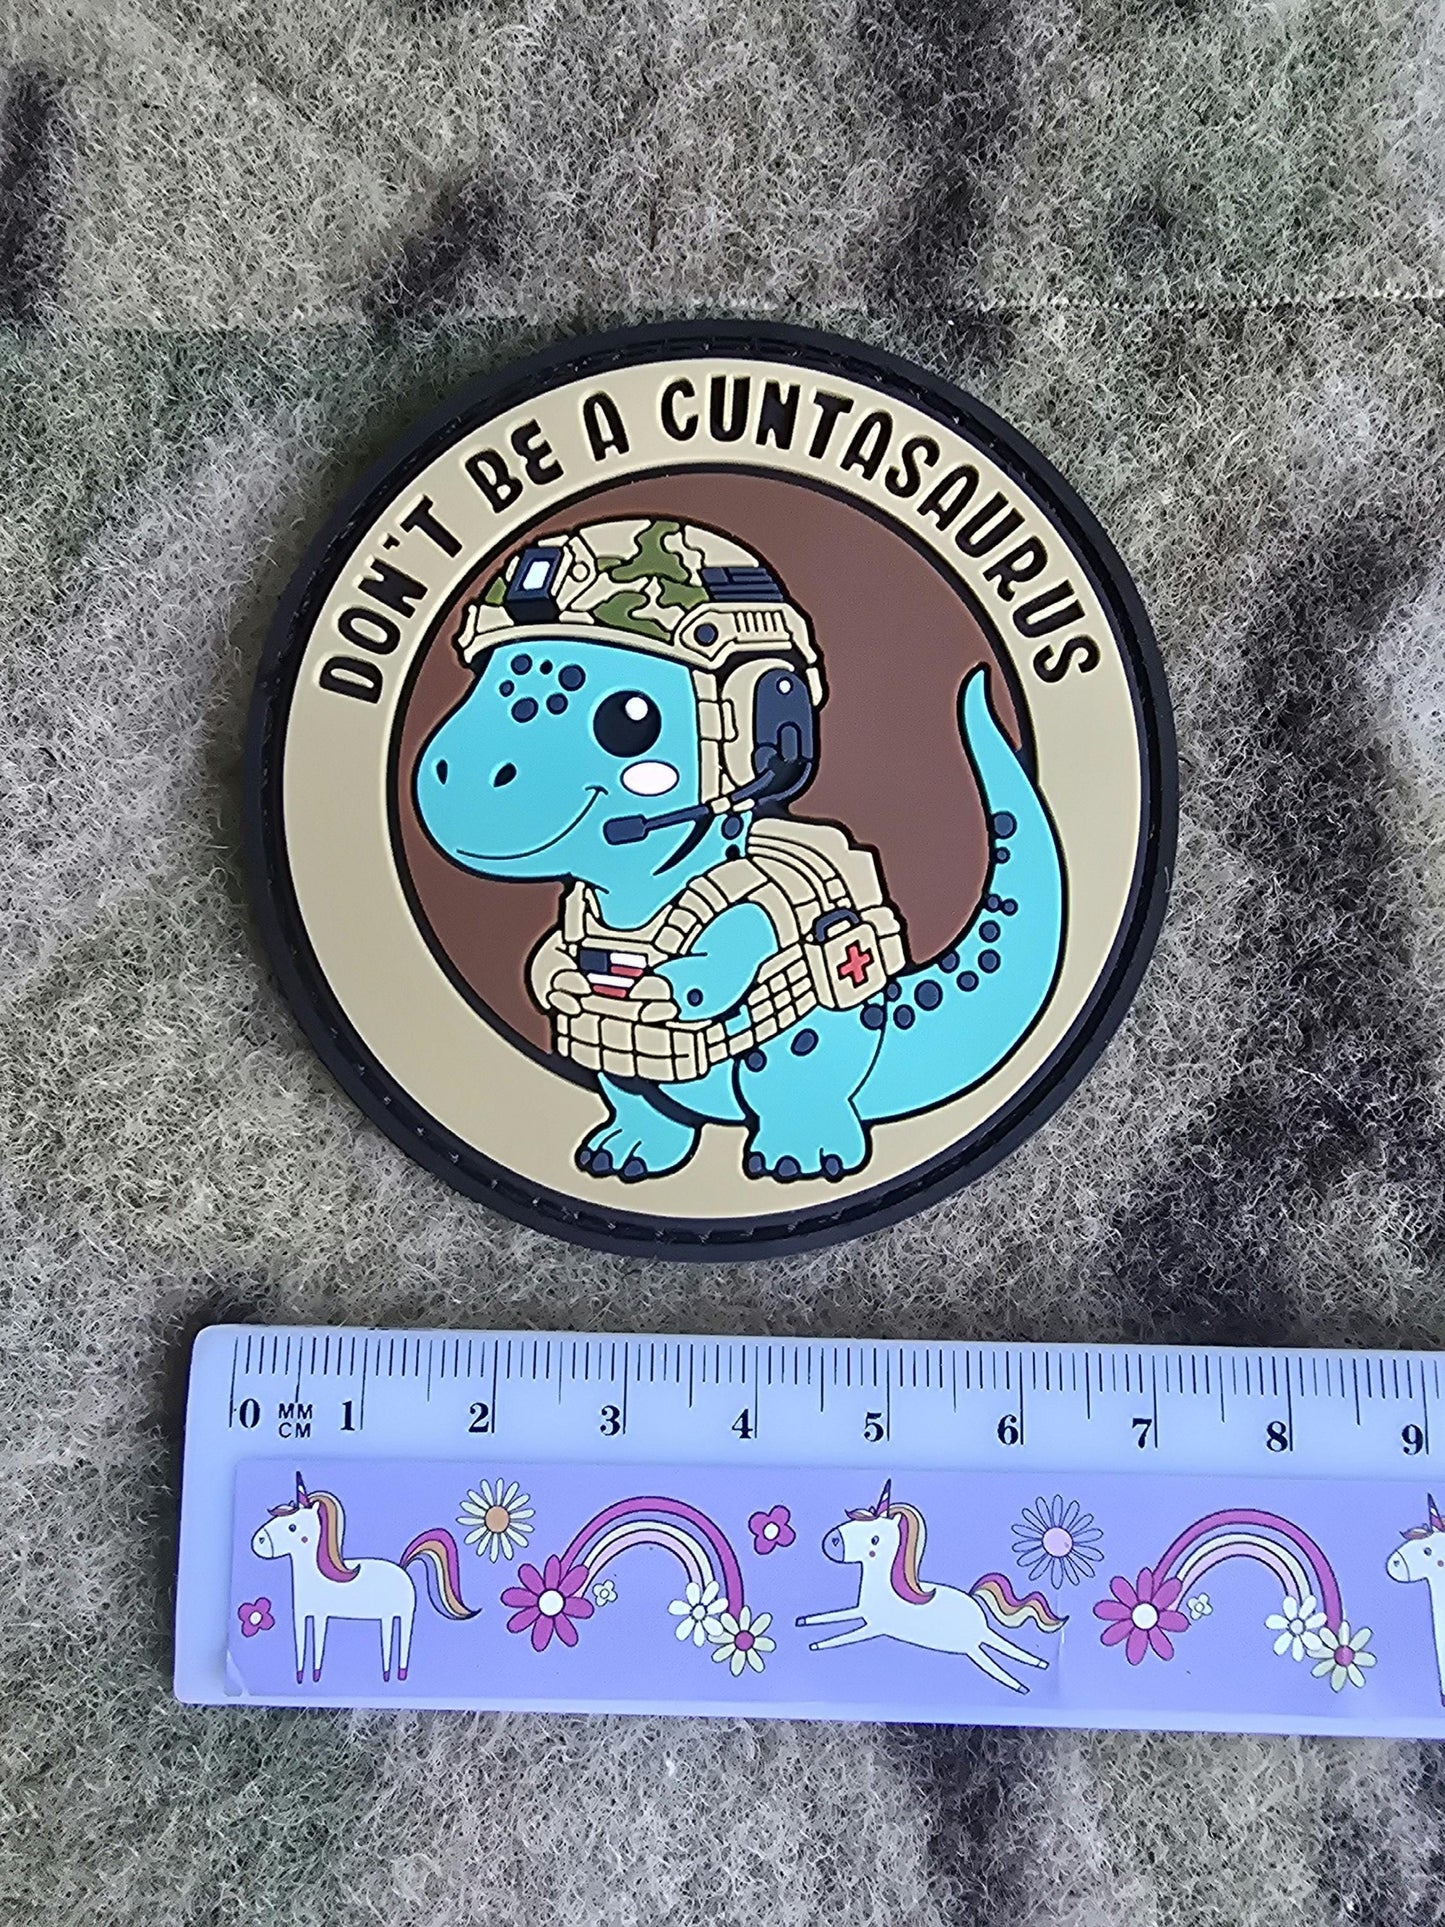 DON'T BE A CUNTASAURUS
0 MM 1 2 3 4 5 6 7 8 9
CM